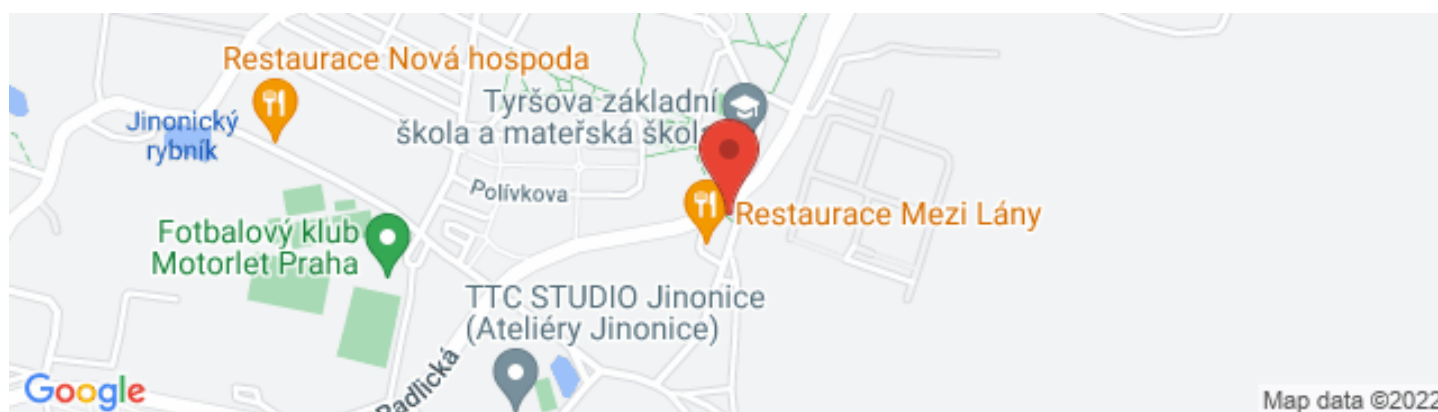 Restaurace Nová hospoda
Jinonický
rybník
Tyršova základní
škola a mateřská škola
Polívkova
Restaurace Mezi Lány
Fotbalový klub
Motorlet Praha
TTC STUDIO Jinonice
(Ateliéry Jinonice)
Radlická
Google
Map data ©2022